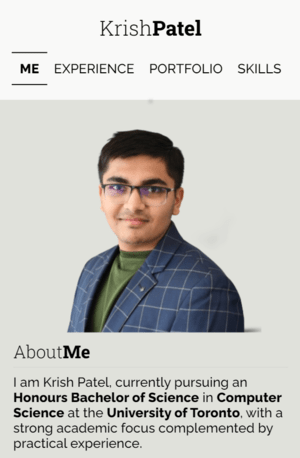 KrishPatel
ME EXPERIENCE PORTFOLIO SKILLS
AboutMe
I am Krish Patel, currently pursuing an
Honours Bachelor of Science in Computer
Science at the University of Toronto, with a
strong academic focus complemented by
practical experience.